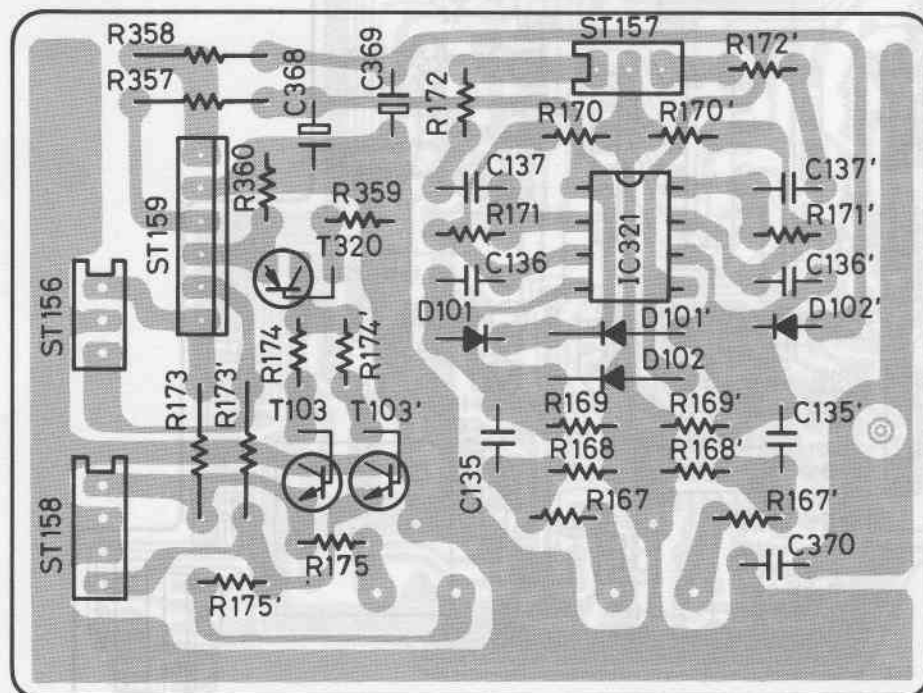 R358
R357
C368
C369
R172
ST157
R172'
R170
R170'
ST159
R360
R359
T320
C137
R171
C136
IC321
C137'
R171'
C136'
ST156
D101
D101'
D102'
D102
R173
R173'
R174
R174'
T103
T103'
C135
R169
R169'
C135'
R168
R168'
R167
R167'
ST158
R175
R175'
C370